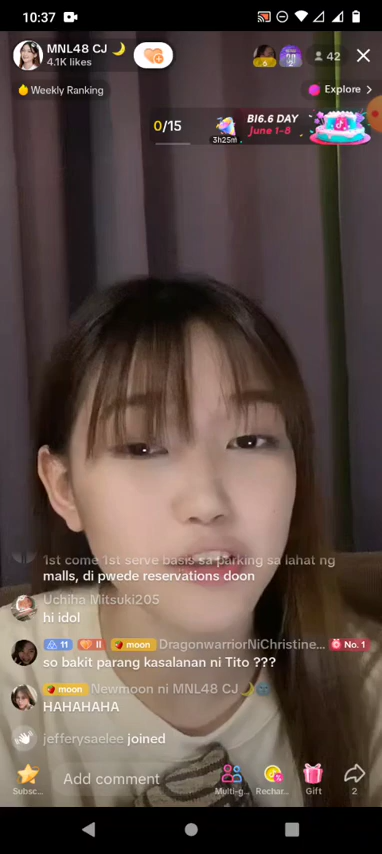 10:37
MNL48 CJ 🌙
4.1K likes
42
Weekly Ranking
Explore >
0/15
BI6.6 DAY
June 1-8
3h25m
1st come 1st serve basis sa parking sa lahat ng
malls, di pwede reservations doon
Uchiha Mitsuki205
hi idol
11 II moon DragonwarriorNiChristine... No. 1
so bakit parang kasalanan ni Tito ???
moon Newmoon ni MNL48 CJ🌙🌚
HAHAHAHA
jefferysaelee joined
Add comment
Subsc...
Multi-g...
Rechar...
Gift
2